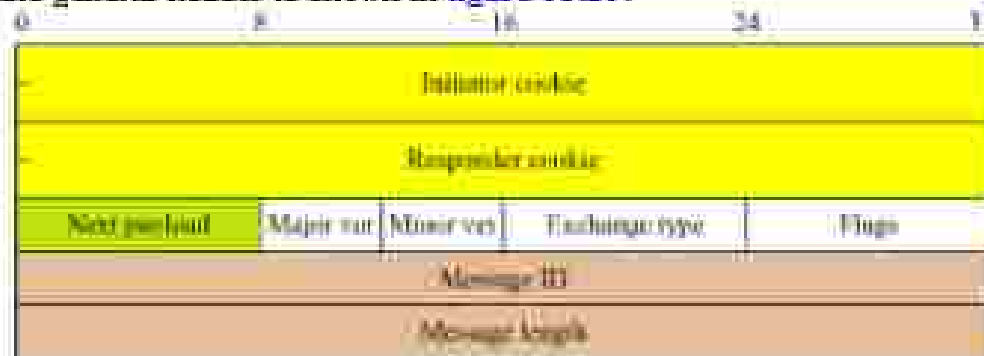 0 8 16 24
Initiator cookie
Responder cookie
Next payload Major ver Minor ver Exchange type Flags
Message ID
Message length